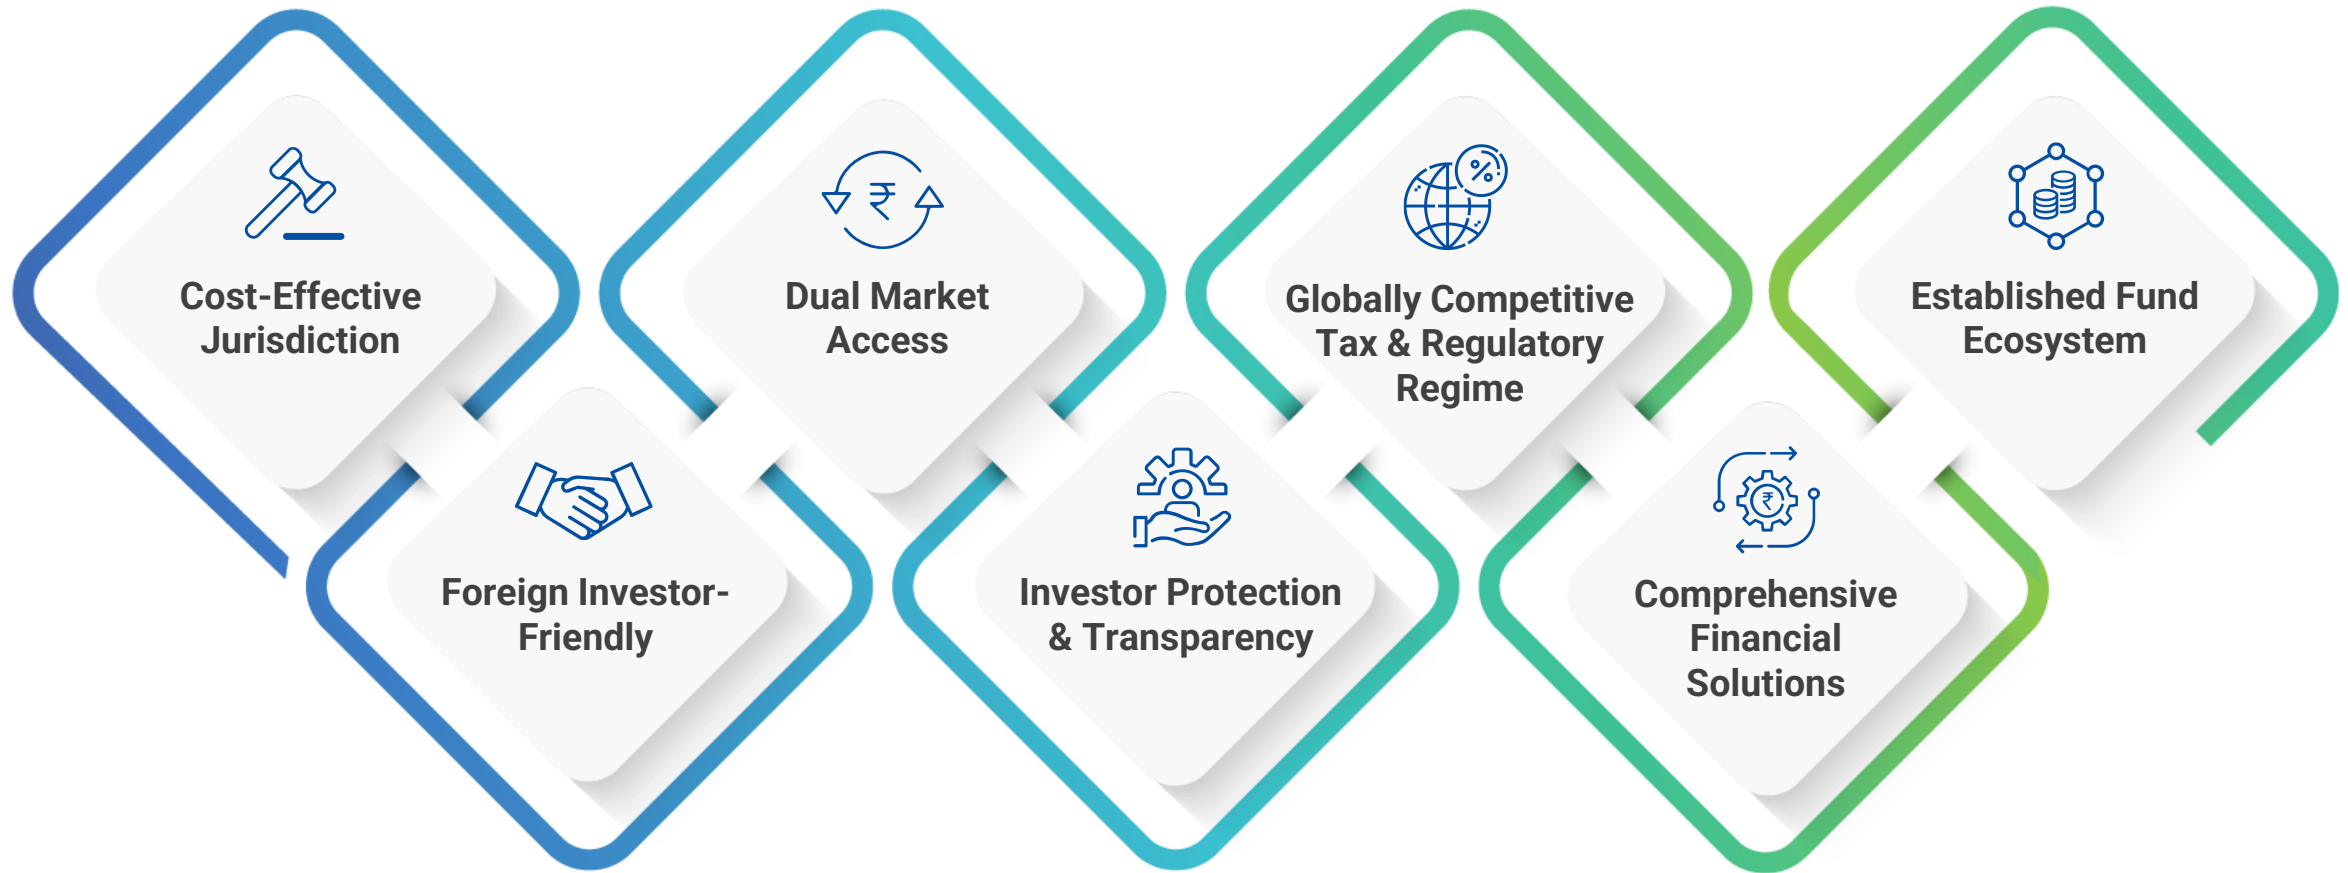 Cost-Effective
Jurisdiction
₹
Dual Market
Access
%
Globally Competitive
Tax & Regulatory
Regime
Established Fund
Ecosystem
Foreign Investor-
Friendly
Investor Protection
& Transparency
₹
Comprehensive
Financial
Solutions